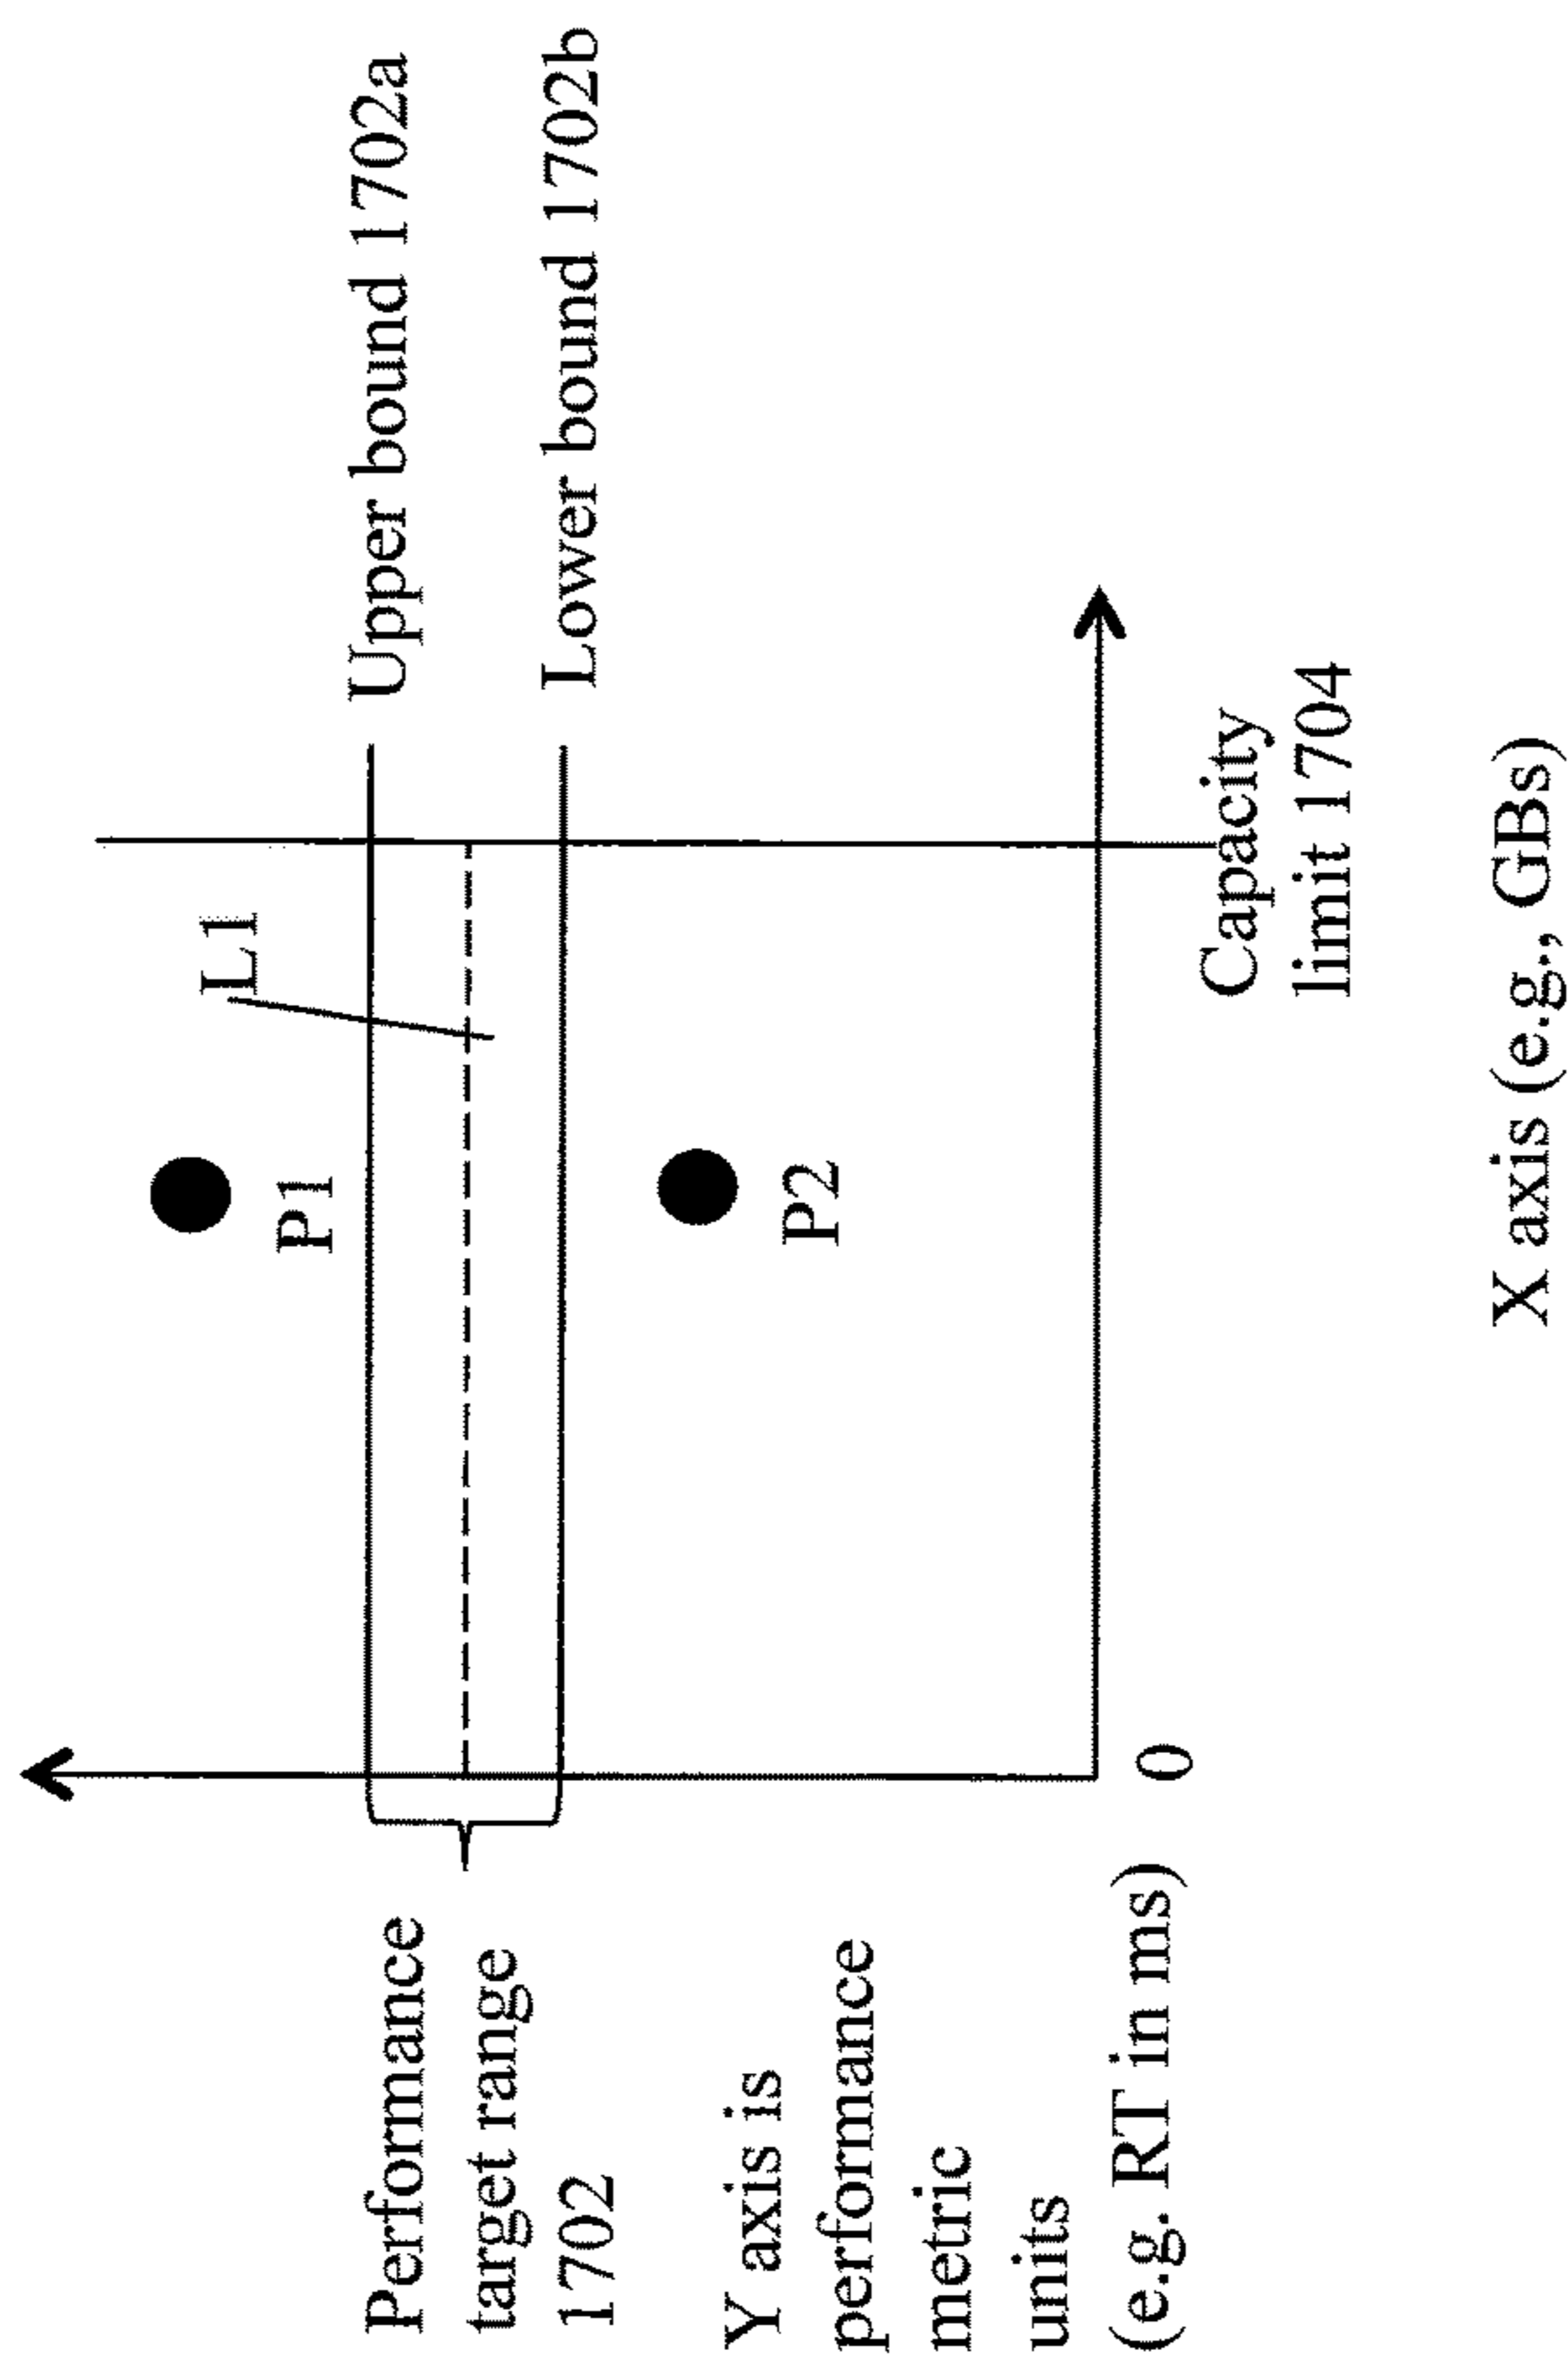 Performance
target range
1702
Y axis is
performance
metric
units
(e.g. RT in ms)
P1
L1
Upper bound 1702a
Lower bound 1702b
P2
0
Capacity
limit 1704
X axis (e.g., GBs)